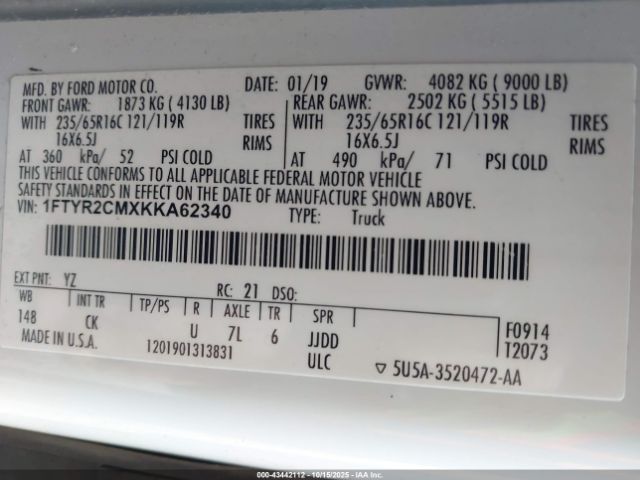 MFD. BY FORD MOTOR CO. DATE: 01/19 GVWR: 4082 KG ( 9000 LB)
FRONT GAWR: 1873 KG ( 4130 LB) REAR GAWR: 2502 KG ( 5515 LB)
WITH 235/65R16C 121/119R TIRES WITH 235/65R16C 121/119R TIRES
16X6.5J RIMS 16X6.5J RIMS
AT 360 kPa/ 52 PSI COLD AT 490 kPa/ 71 PSI COLD
THIS VEHICLE CONFORMS TO ALL APPLICABLE FEDERAL MOTOR VEHICLE
SAFETY STANDARDS IN EFFECT ON THE DATE OF MANUFACTURE SHOWN ABOVE.
VIN: 1FTYR2CMXKKA62340 TYPE: Truck
EXT PNT: YZ RC: 21 DSO:
WB INT TR TP/PS R AXLE TR SPR F0914
148 CK U 7L 6 JJDD T2073
MADE IN U.S.A. 1201901313831 ULC ▽ 5U5A-3520472-AA
000-43442112 - 10/15/2025 - IAA Inc.